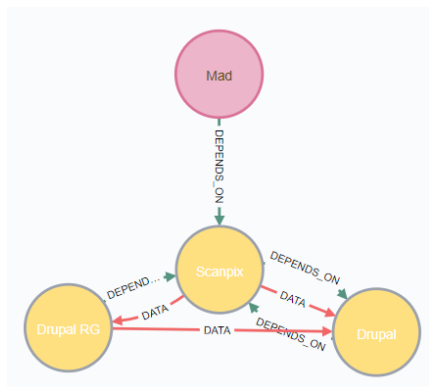 Mad
DEPENDS_ON
Scanpix
DEPENDS_ON
DEPEND...
DATA
DATA
Drupal RG
DATA
DEPENDS_ON
Drupal